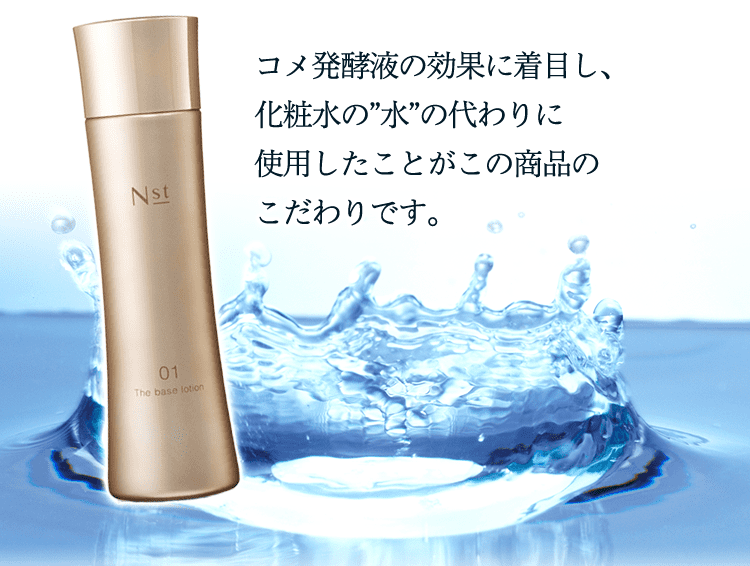 コメ発酵液の効果に着目し、
化粧水の”水”の代わりに
使用したことがこの商品の
こだわりです。
Nst
01
The base lotion